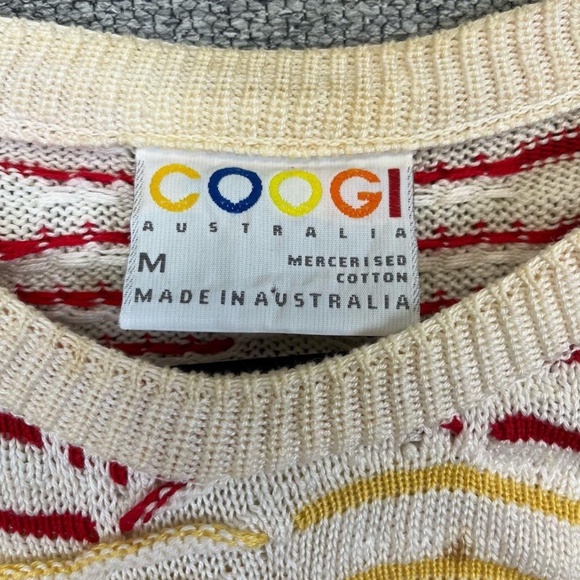 COOGI
AUSTRALIA
M MERCERISED
COTTON
MADE IN AUSTRALIA